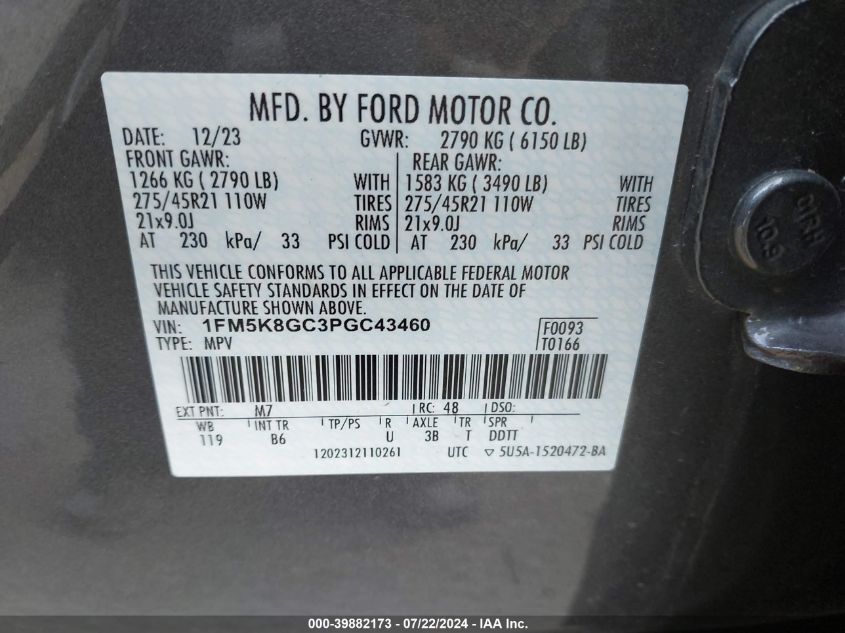 MFD. BY FORD MOTOR CO.
DATE: 12/23 GVWR: 2790 KG ( 6150 LB)
FRONT GAWR: REAR GAWR:
1266 KG ( 2790 LB) WITH 1583 KG ( 3490 LB) WITH
275/45R21 110W TIRES 275/45R21 110W TIRES
21x9.0J RIMS 21x9.0J RIMS
AT 230 kPa/ 33 PSI COLD AT 230 kPa/ 33 PSI COLD
THIS VEHICLE CONFORMS TO ALL APPLICABLE FEDERAL MOTOR
VEHICLE SAFETY STANDARDS IN EFFECT ON THE DATE OF
MANUFACTURE SHOWN ABOVE.
VIN: 1FM5K8GC3PGC43460 F0093
TYPE: MPV T0166
EXT PNT: M7 RC: 48 DSO:
WB INT TR TP/PS R AXLE TR SPR
119 B6 U 3B T DDTT
1202312110261 UTC ▽ 5U5A-1520472-BA
10.9
000-39882173 - 07/22/2024 - IAA Inc.